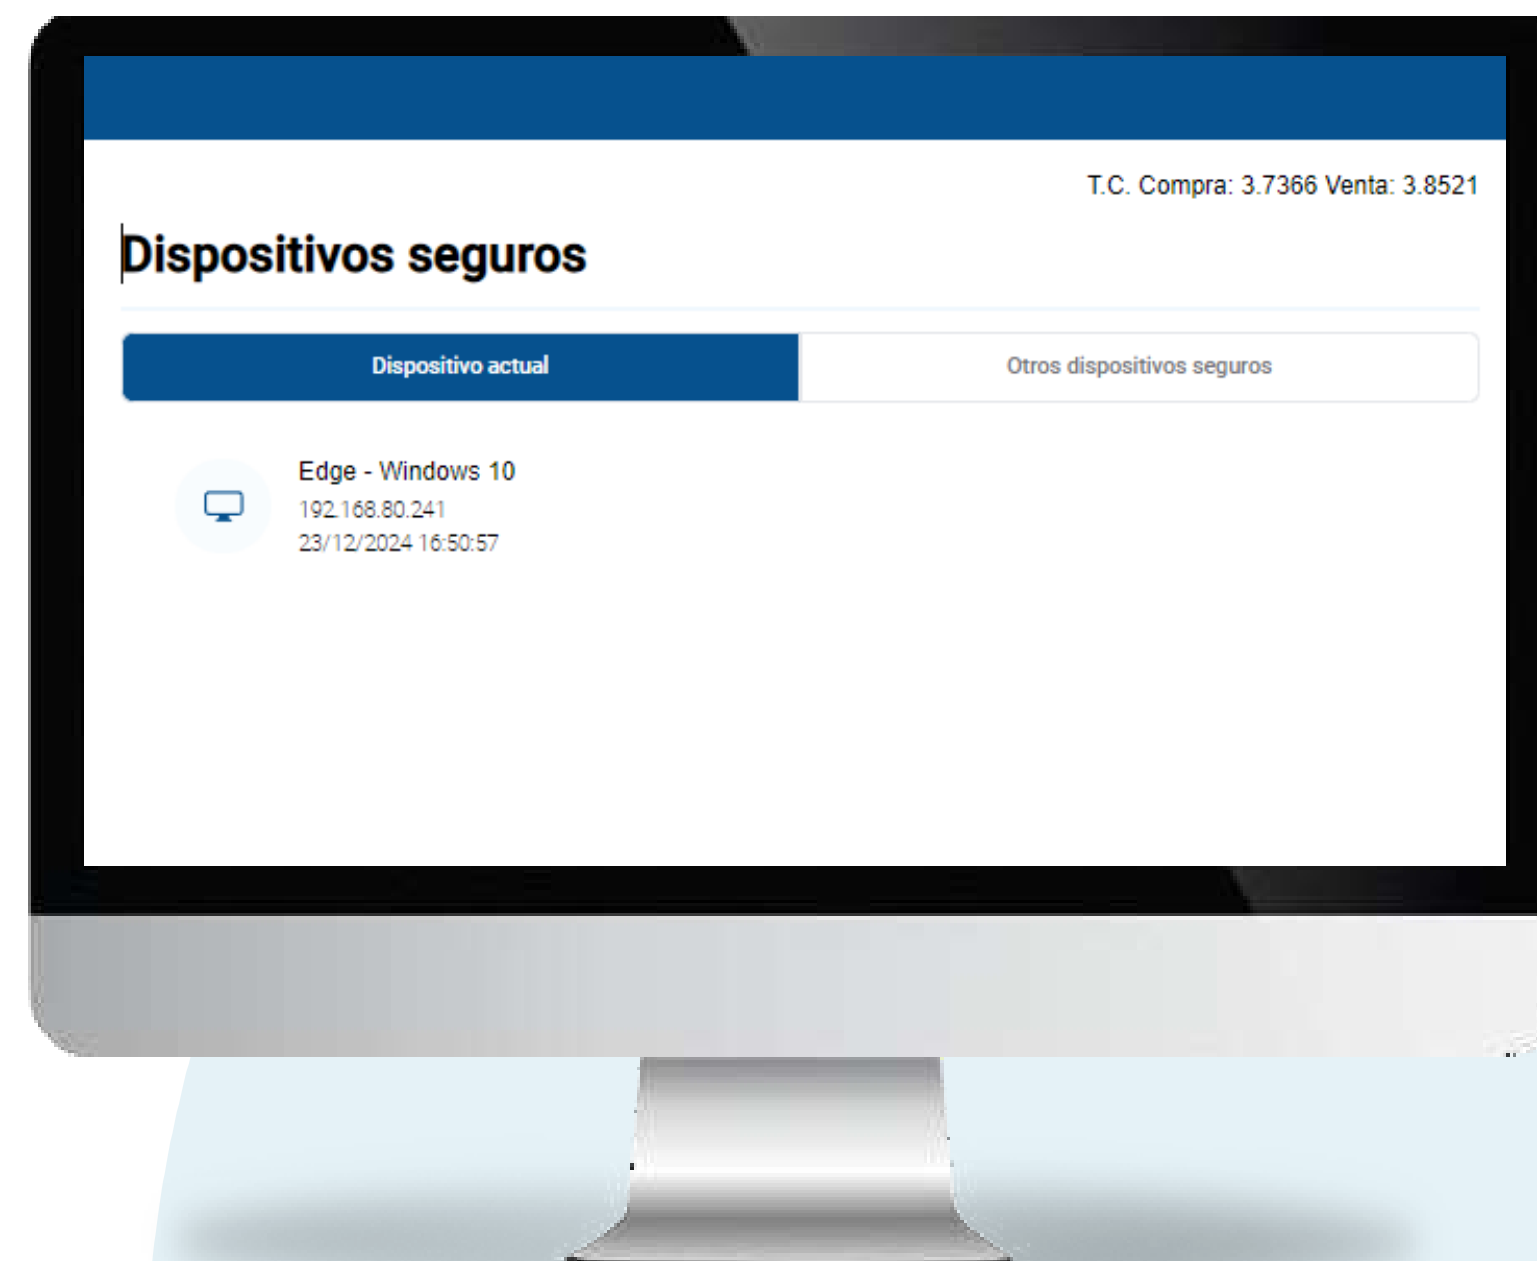 T.C. Compra: 3.7366 Venta: 3.8521
Dispositivos seguros
Dispositivo actual
Otros dispositivos seguros
Edge - Windows 10
192.168.80.241
23/12/2024 16:50:57